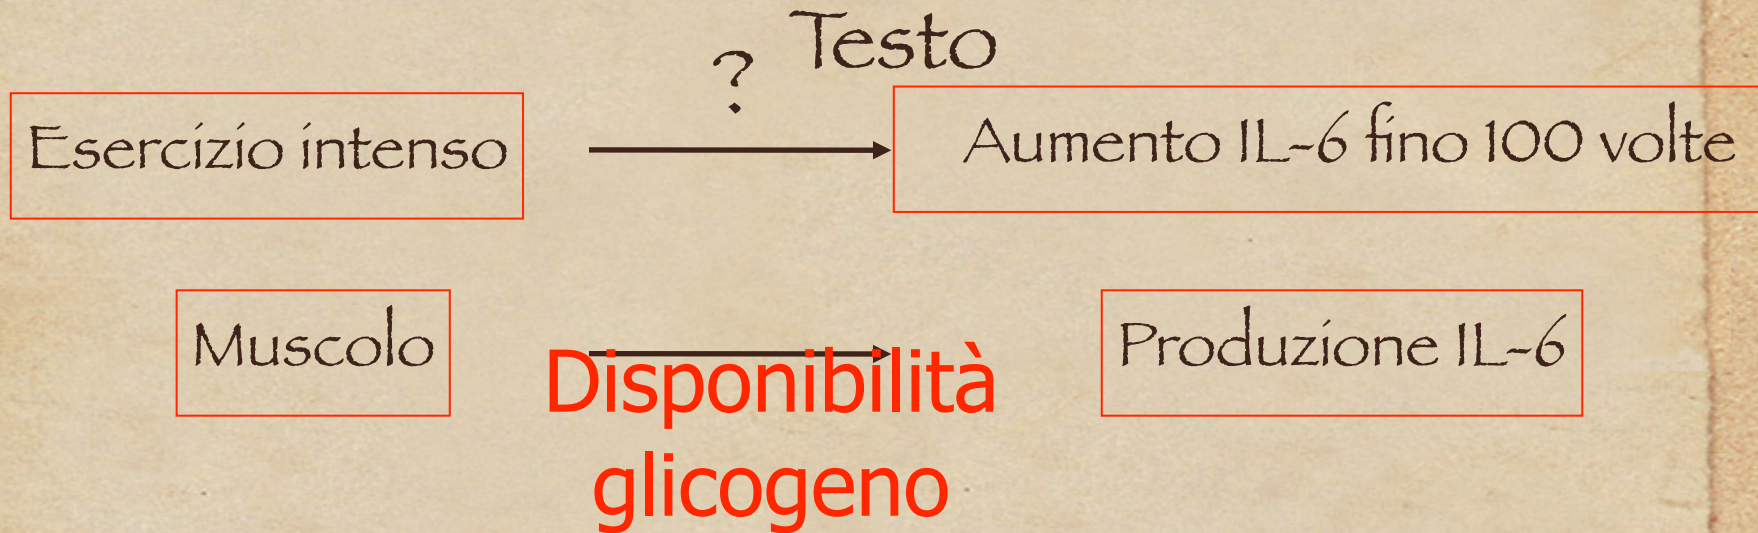 Testo
?
Esercizio intenso
Aumento IL-6 fino 100 volte
Muscolo
Disponibilità
glicogeno
Produzione IL-6